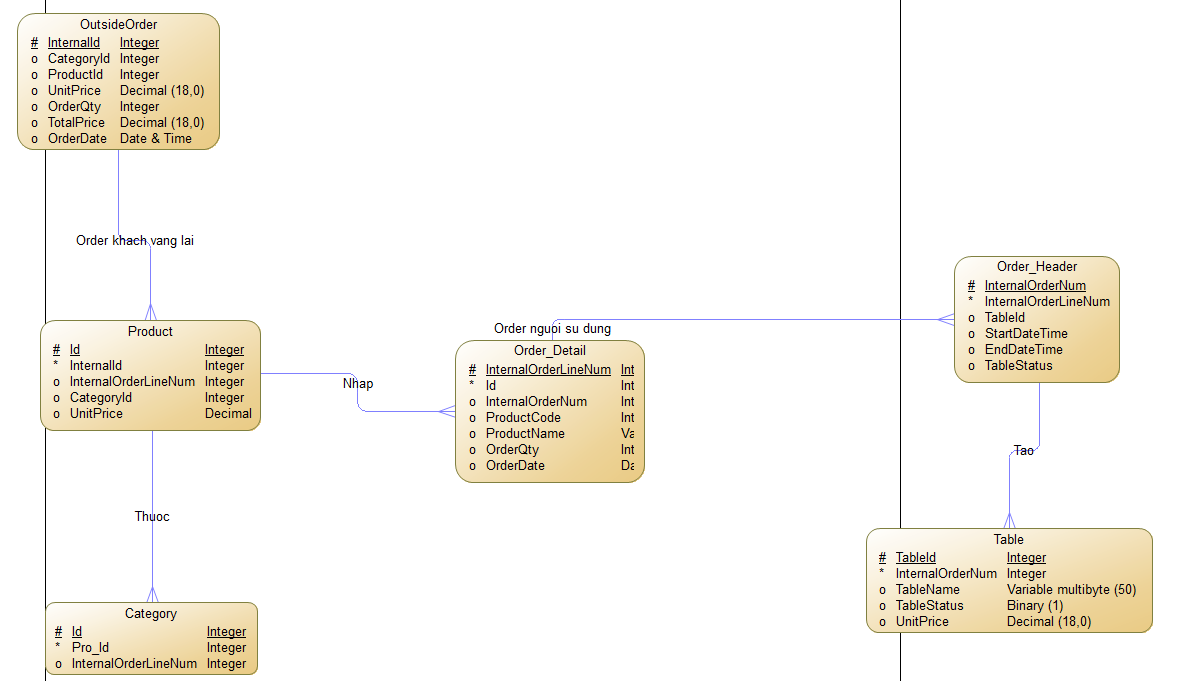 OutsideOrder
# InternalId Integer
o CategoryId Integer
o ProductId Integer
o UnitPrice Decimal (18,0)
o OrderQty Integer
o TotalPrice Decimal (18,0)
o OrderDate Date & Time
Order khach vang lai
Product
# Id Integer
* InternalId Integer
o InternalOrderLineNum Integer
o CategoryId Integer
o UnitPrice Decimal
Nhap
Thuoc
Category
# Id Integer
* Pro_Id Integer
o InternalOrderLineNum Integer
Order nguoi su dung
Order_Detail
# InternalOrderLineNum Int
* Id Int
o InternalOrderNum Int
o ProductCode Int
o ProductName Va
o OrderQty Int
o OrderDate Da
Order_Header
# InternalOrderNum
* InternalOrderLineNum
o TableId
o StartDateTime
o EndDateTime
o TableStatus
Tao
Table
# TableId Integer
* InternalOrderNum Integer
o TableName Variable multibyte (50)
o TableStatus Binary (1)
o UnitPrice Decimal (18,0)